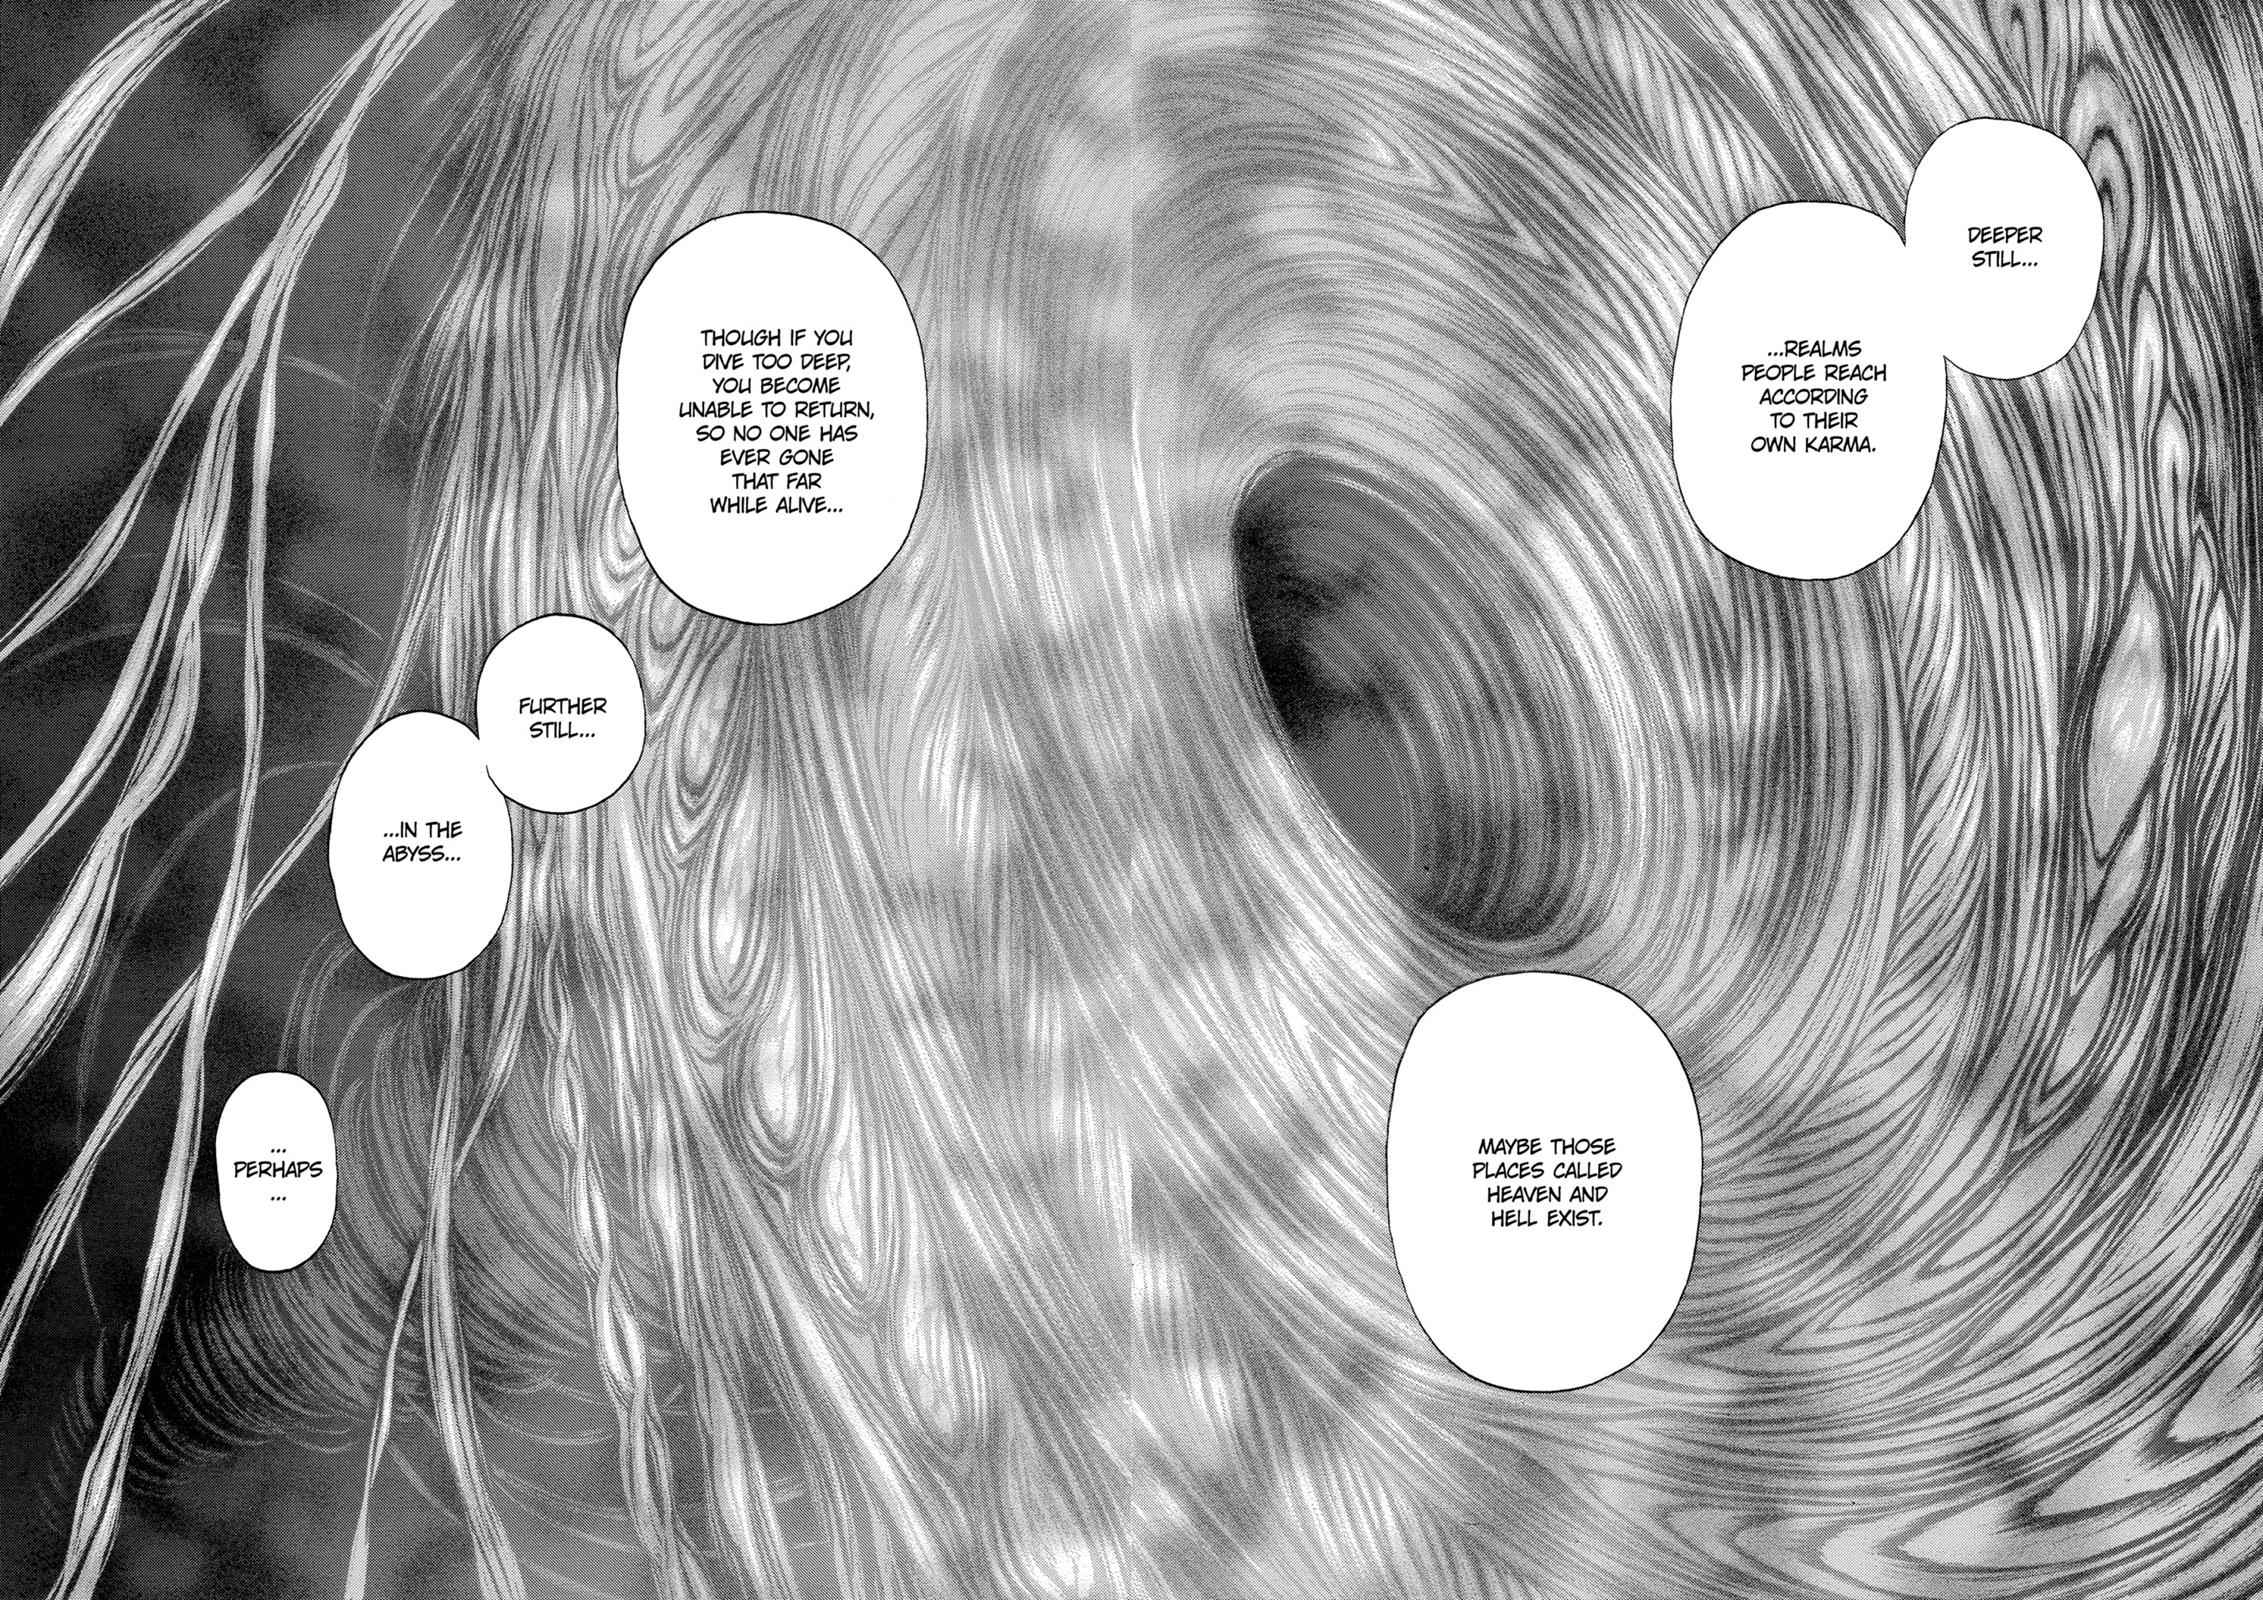 DEEPER
STILL...
...REALMS
PEOPLE REACH
ACCORDING
TO THEIR
OWN KARMA.
MAYBE THOSE
PLACES CALLED
HEAVEN AND
HELL EXIST.
THOUGH IF YOU
DIVE TOO DEEP,
YOU BECOME
UNABLE TO RETURN,
SO NO ONE HAS
EVER GONE
THAT FAR
WHILE ALIVE...
FURTHER
STILL...
...IN THE
ABYSS...
...
PERHAPS
...